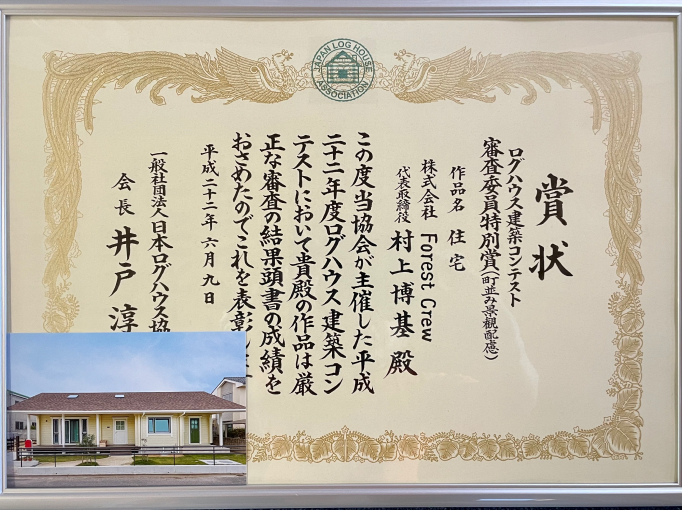 JAPAN LOG HOUSE
ASSOCIATION
賞状
ログハウス建築コンテスト
審査委員特別賞(町並み景観配慮)
作品名 住宅
株式会社 Forest Crew
代表取締役 村上博基 殿
この度当協会が主催した平成
二十二年度ログハウス建築コン
テストにおいて貴殿の作品は厳
正な審査の結果頭書の成績を
おさめたのでこれを表彰
平成二十二年六月九日
一般社団法人日本ログハウス協
会長 井戸淳